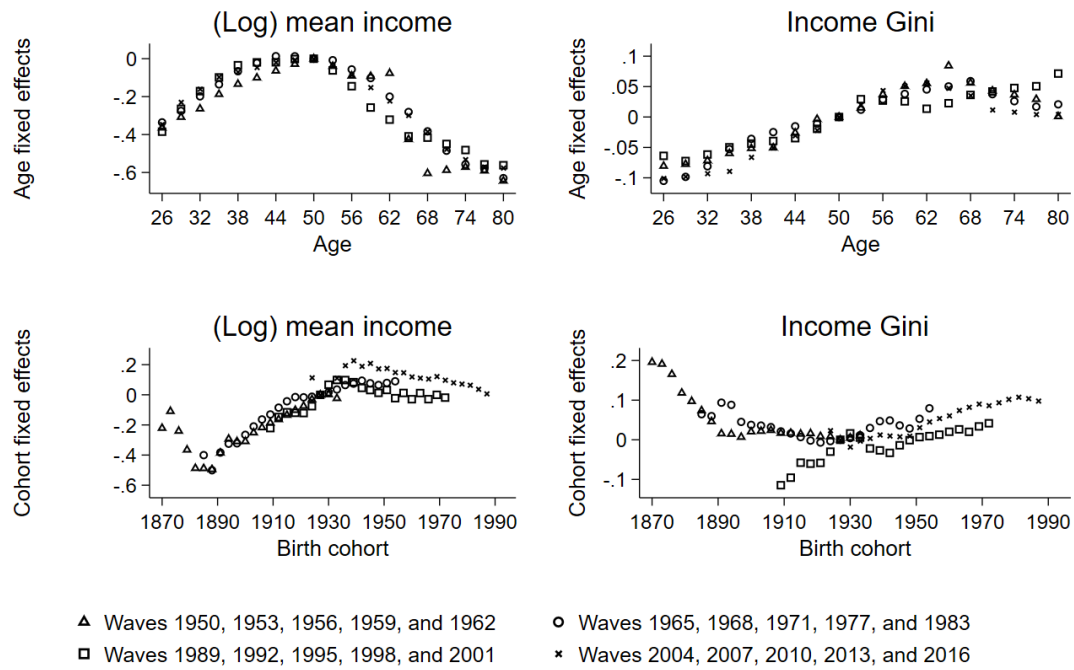 (Log) mean income
Age fixed effects
0
-.2
-.4
-.6
26 32 38 44 50 56 62 68 74 80
Age
Income Gini
Age fixed effects
.1
0.05
0
-0.05
-.1
26 32 38 44 50 56 62 68 74 80
Age
(Log) mean income
Cohort fixed effects
.2
0
-.2
-.4
-.6
1870 1890 1910 1930 1950 1970 1990
Birth cohort
Income Gini
Cohort fixed effects
0.2
0.1
0
-0.1
1870 1890 1910 1930 1950 1970 1990
Birth cohort
Waves 1950, 1953, 1956, 1959, and 1962
Waves 1965, 1968, 1971, 1977, and 1983
Waves 1989, 1992, 1995, 1998, and 2001
Waves 2004, 2007, 2010, 2013, and 2016